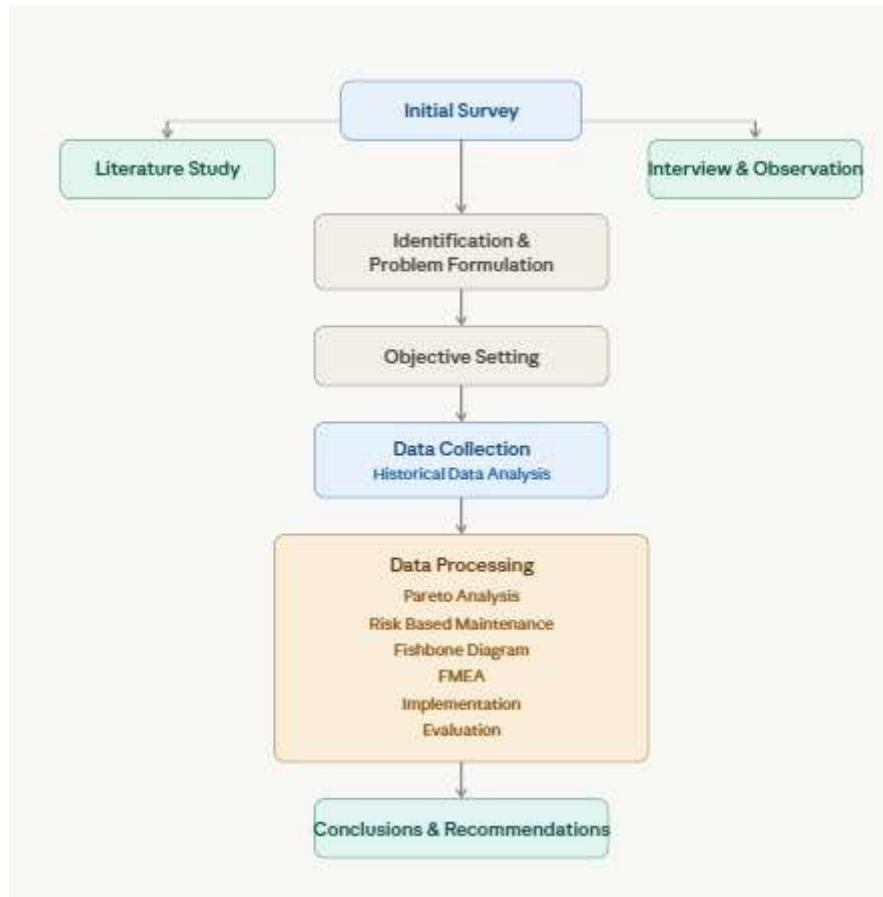 Initial Survey
Literature Study
Interview & Observation
Identification &
Problem Formulation
Objective Setting
Data Collection
Historical Data Analysis
Data Processing
Pareto Analysis
Risk Based Maintenance
Fishbone Diagram
FMEA
Implementation
Evaluation
Conclusions & Recommendations